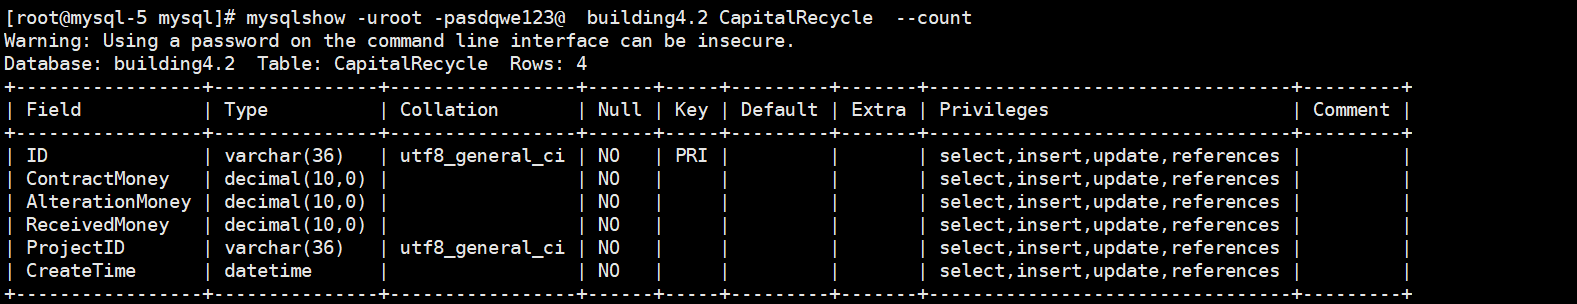 [root@mysql-5 mysql]# mysqlshow -uroot -pasdqwe123@  building4.2 CapitalRecycle  --count
Warning: Using a password on the command line interface can be insecure.
Database: building4.2  Table: CapitalRecycle  Rows: 4
+-----------------+---------------+-----------------+------+-----+---------+-------+---------------------------------+---------+
| Field           | Type          | Collation       | Null | Key | Default | Extra | Privileges                      | Comment |
+-----------------+---------------+-----------------+------+-----+---------+-------+---------------------------------+---------+
| ID              | varchar(36)   | utf8_general_ci | NO   | PRI |         |       | select,insert,update,references |         |
| ContractMoney   | decimal(10,0) |                 | NO   |     |         |       | select,insert,update,references |         |
| AlterationMoney | decimal(10,0) |                 | NO   |     |         |       | select,insert,update,references |         |
| ReceivedMoney   | decimal(10,0) |                 | NO   |     |         |       | select,insert,update,references |         |
| ProjectID       | varchar(36)   | utf8_general_ci | NO   |     |         |       | select,insert,update,references |         |
| CreateTime      | datetime      |                 | NO   |     |         |       | select,insert,update,references |         |
+-----------------+---------------+-----------------+------+-----+---------+-------+---------------------------------+---------+